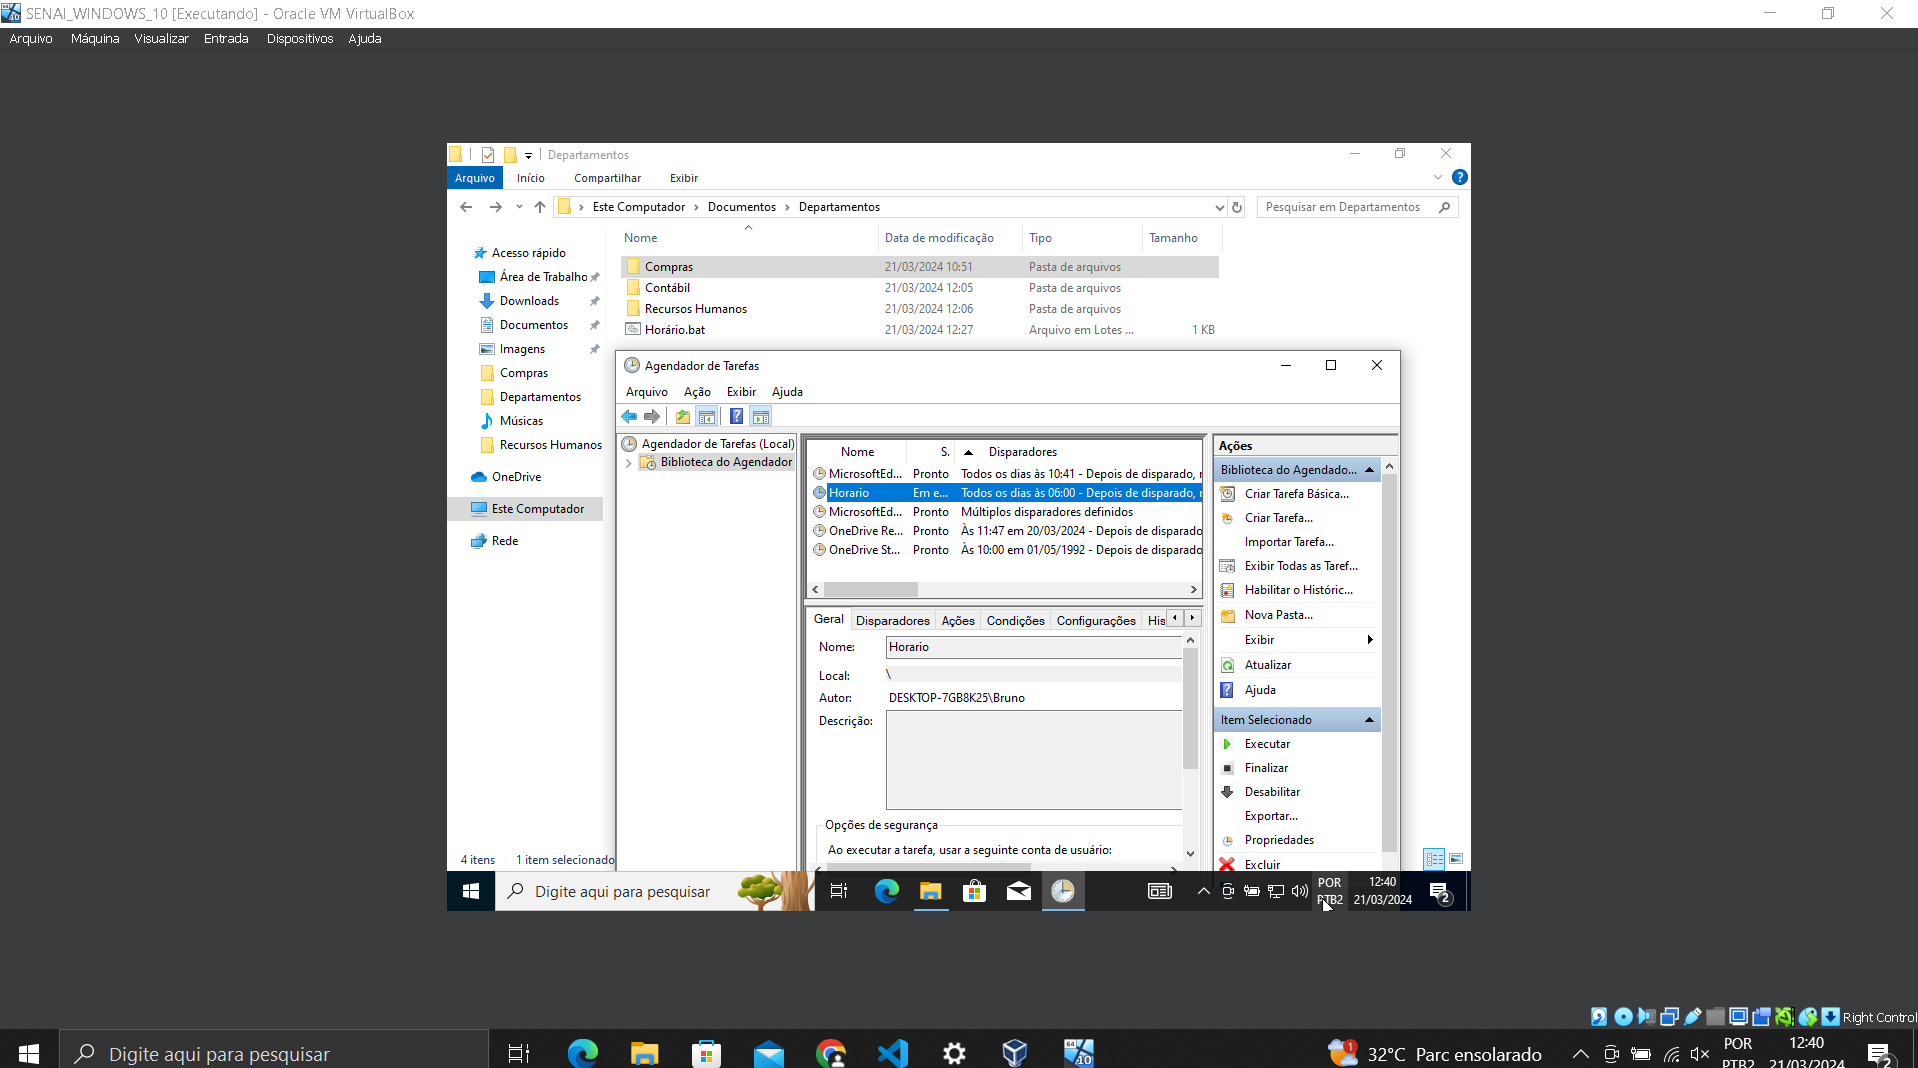 SENAI_WINDOWS_10 [Executando] - Oracle VM VirtualBox
Arquivo Máquina Visualizar Entrada Dispositivos Ajuda
Departamentos
Arquivo Início Compartilhar Exibir
Este Computador > Documentos > Departamentos
Pesquisar em Departamentos
Nome Data de modificação Tipo Tamanho
Compras 21/03/2024 10:51 Pasta de arquivos
Contábil 21/03/2024 12:05 Pasta de arquivos
Recursos Humanos 21/03/2024 12:06 Pasta de arquivos
Horário.bat 21/03/2024 12:27 Arquivo em Lotes ... 1 KB
Acesso rápido
Área de Trabalho
Downloads
Documentos
Imagens
Compras
Departamentos
Músicas
Recursos Humanos
OneDrive
Este Computador
Rede
4 itens 1 item selecionado
Agendador de Tarefas
Arquivo Ação Exibir Ajuda
Agendador de Tarefas (Local)
Biblioteca do Agendador
Nome S. Disparadores
MicrosoftEd... Pronto Todos os dias às 10:41 - Depois de disparado, r
Horario Em e... Todos os dias às 06:00 - Depois de disparado, r
MicrosoftEd... Pronto Múltiplos disparadores definidos
OneDrive Re... Pronto Às 11:47 em 20/03/2024 - Depois de disparado
OneDrive St... Pronto Às 10:00 em 01/05/1992 - Depois de disparado
Geral Disparadores Ações Condições Configurações His
Nome: Horario
Local: \
Autor: DESKTOP-7GB8K25\Bruno
Descrição:
Opções de segurança
Ao executar a tarefa, usar a seguinte conta de usuário:
Ações
Biblioteca do Agendado...
Criar Tarefa Básica...
Criar Tarefa...
Importar Tarefa...
Exibir Todas as Taref...
Habilitar o Históric...
Nova Pasta...
Exibir
Atualizar
Ajuda
Item Selecionado
Executar
Finalizar
Desabilitar
Exportar...
Propriedades
Excluir
Digite aqui para pesquisar
POR
PTB2
12:40
21/03/2024
2
Right Control
Digite aqui para pesquisar
1
32°C Parc ensolarado
POR
PTB2
12:40
21/03/2024
2